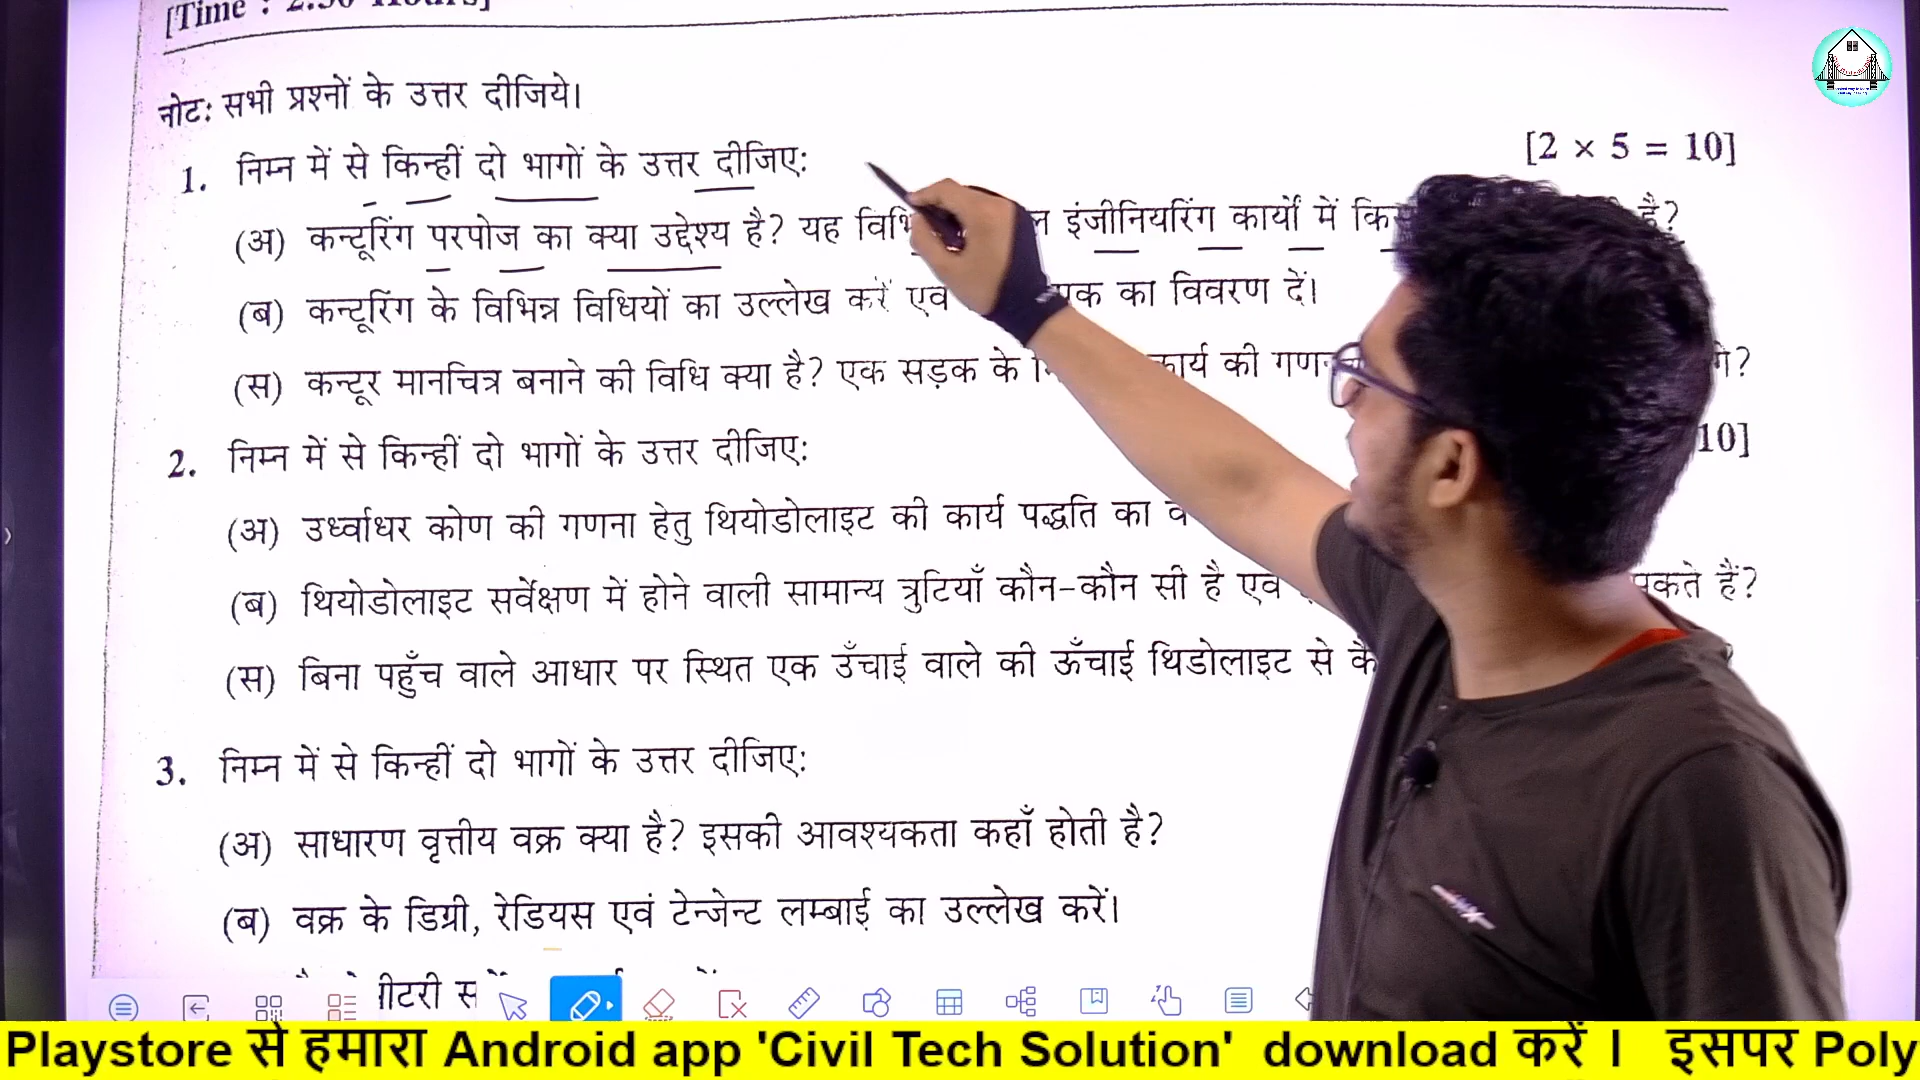 [Time : 2:30 Hours]
नोटः सभी प्रश्नों के उत्तर दीजिये।
1. निम्न में से किन्हीं दो भागों के उत्तर दीजिए: [2 × 5 = 10]
(अ) कन्टूरिंग परपोज का क्या उद्देश्य है? यह इंजीनियरिंग कार्यों में है?
(ब) कन्टूरिंग के विभिन्न विधियों का उल्लेख करें एवं का विवरण दें।
(स) कन्टूर मानचित्र बनाने की विधि क्या है? एक सड़क के कार्य की
2. निम्न में से किन्हीं दो भागों के उत्तर दीजिए: 10]
(अ) उर्ध्वाधर कोण की गणना हेतु थियोडोलाइट की कार्य पद्धति का
(ब) थियोडोलाइट सर्वेक्षण में होने वाली सामान्य त्रुटियाँ कौन-कौन सी है एवं हैं?
(स) बिना पहुँच वाले आधार पर स्थित एक उँचाई वाले की ऊँचाई थिडोलाइट से
3. निम्न में से किन्हीं दो भागों के उत्तर दीजिए:
(अ) साधारण वृत्तीय वक्र क्या है? इसकी आवश्यकता कहाँ होती है?
(ब) वक्र के डिग्री, रेडियस एवं टेन्जेन्ट लम्बाई का उल्लेख करें।
Playstore से हमारा Android app 'Civil Tech Solution' download करें । इसपर Poly